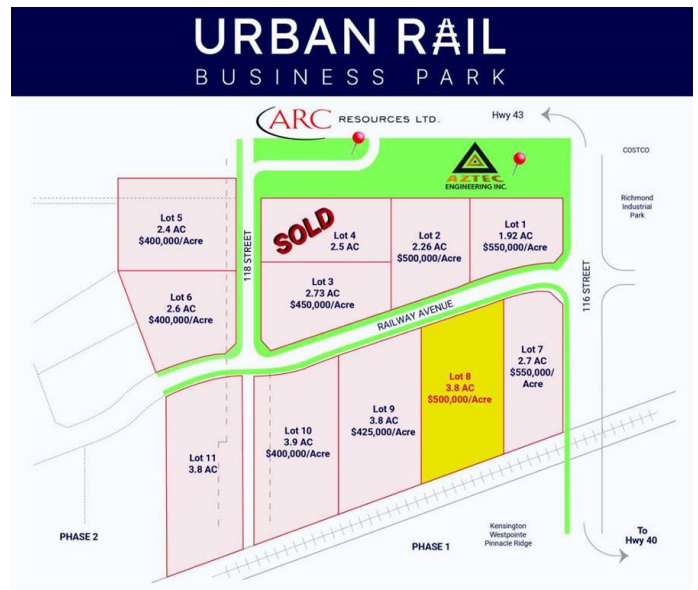 URBAN RAIL
BUSINESS PARK
ARC RESOURCES LTD.
Hwy 43
COSTCO
AZTEC
ENGINEERING INC.
Richmond
Industrial
Park
Lot 5
2.4 AC
$400,000/Acre
118 STREET
SOLD
Lot 4
2.5 AC
Lot 2
2.26 AC
$500,000/Acre
Lot 1
1.92 AC
$550,000/Acre
Lot 6
2.6 AC
$400,000/Acre
Lot 3
2.73 AC
$450,000/Acre
116 STREET
RAILWAY AVENUE
Lot 7
2.7 AC
$550,000/
Acre
Lot 8
3.8 AC
$500,000/Acre
Lot 9
3.8 AC
$425,000/Acre
Lot 10
3.9 AC
$400,000/Acre
Lot 11
3.8 AC
PHASE 2
PHASE 1
Kensington
Westpointe
Pinnacle Ridge
To
Hwy 40